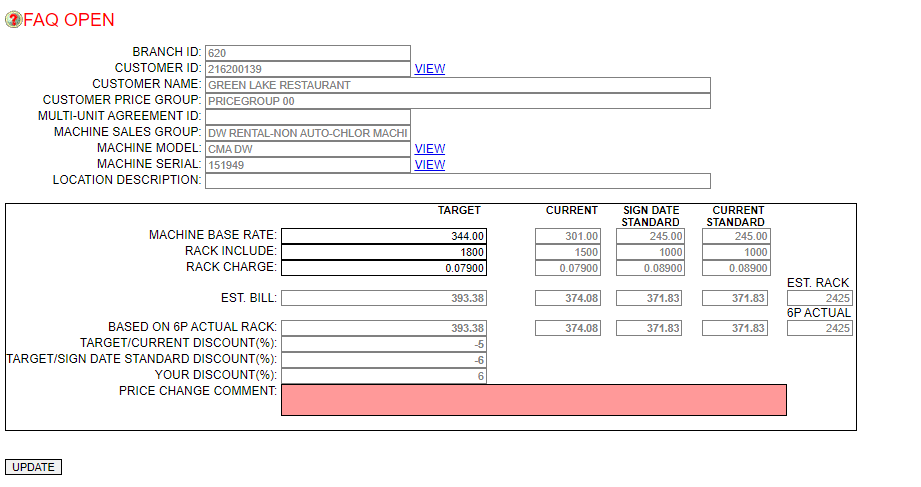 FAQ OPEN
BRANCH ID: 620
CUSTOMER ID: 216200139 VIEW
CUSTOMER NAME: GREEN LAKE RESTAURANT
CUSTOMER PRICE GROUP: PRICEGROUP 00
MULTI-UNIT AGREEMENT ID:
MACHINE SALES GROUP: DW RENTAL-NON AUTO-CHLOR MACHI
MACHINE MODEL: CMA DW VIEW
MACHINE SERIAL: 151949 VIEW
LOCATION DESCRIPTION:
TARGET CURRENT SIGN DATE STANDARD CURRENT STANDARD
MACHINE BASE RATE: 344.00 301.00 245.00 245.00
RACK INCLUDE: 1800 1500 1000 1000
RACK CHARGE: 0.07900 0.07900 0.08900 0.08900
EST. RACK
EST. BILL: 393.38 374.08 371.83 371.83 2425
6P ACTUAL
BASED ON 6P ACTUAL RACK: 393.38 374.08 371.83 371.83 2425
TARGET/CURRENT DISCOUNT(%): -5
TARGET/SIGN DATE STANDARD DISCOUNT(%): -6
YOUR DISCOUNT(%): 6
PRICE CHANGE COMMENT:
UPDATE